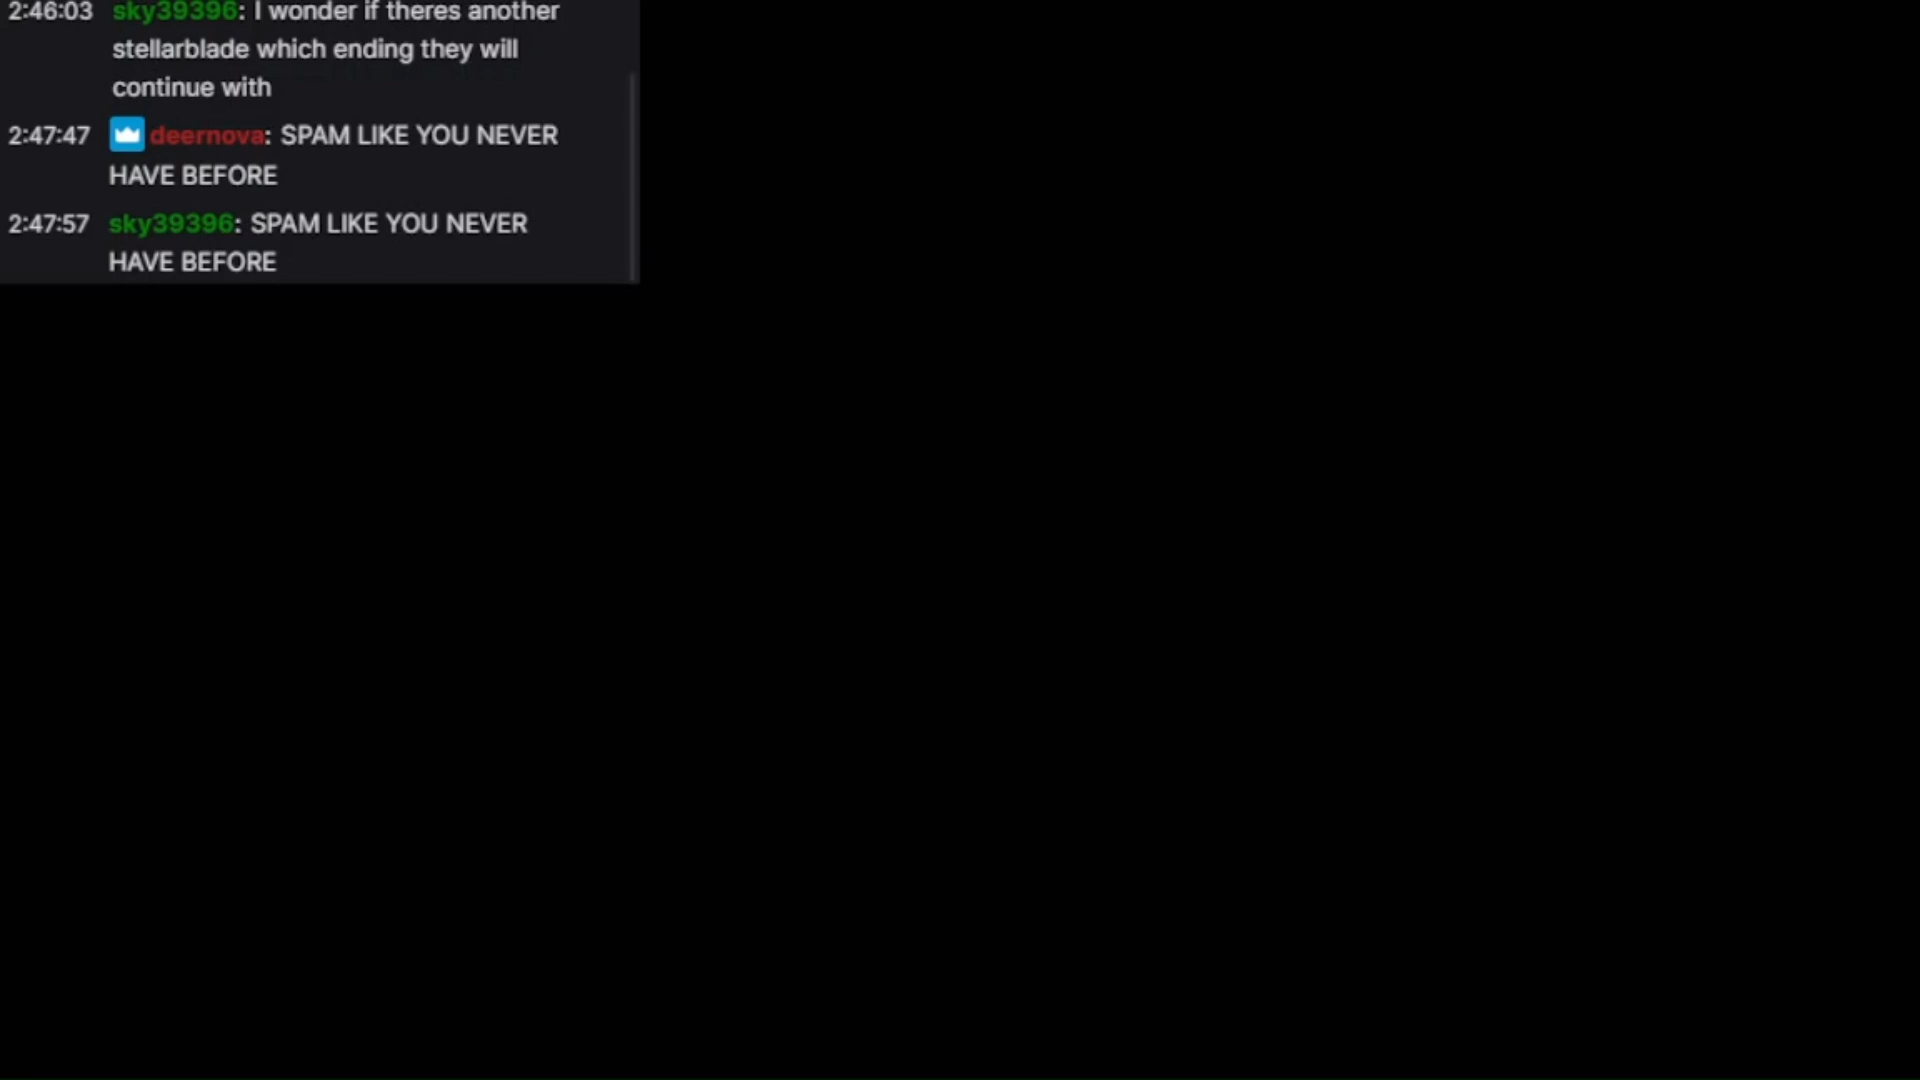 2:46:03 sky39396: I wonder if theres another
stellarblade which ending they will
continue with
2:47:47 deernova: SPAM LIKE YOU NEVER
HAVE BEFORE
2:47:57 sky39396: SPAM LIKE YOU NEVER
HAVE BEFORE